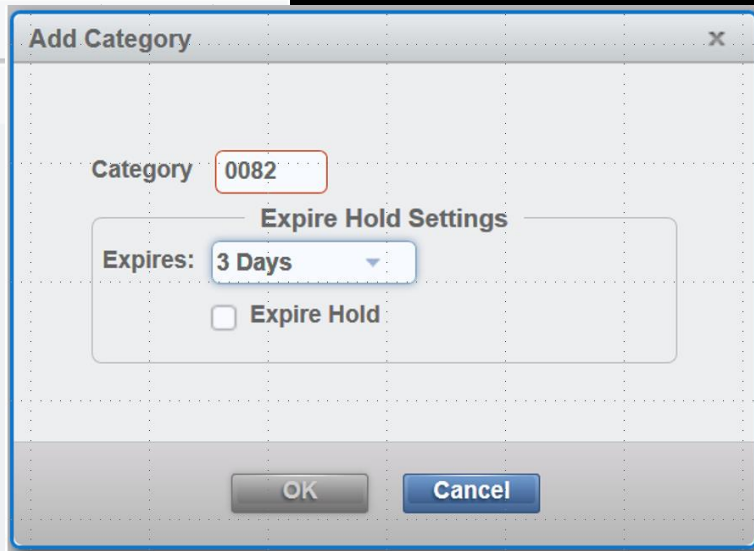 Add Category x
Category 0082
Expire Hold Settings
Expires: 3 Days
Expire Hold
OK Cancel